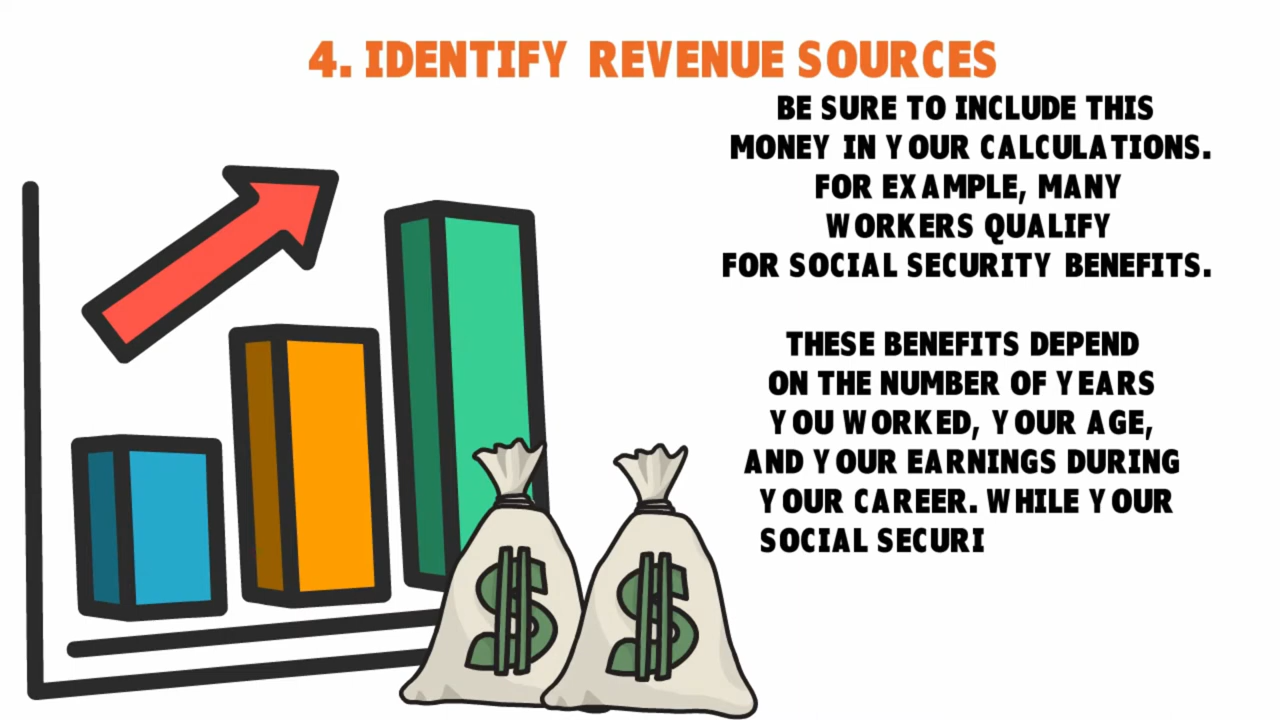 4. IDENTIFY REVENUE SOURCES
BE SURE TO INCLUDE THIS
MONEY IN YOUR CALCULATIONS.
FOR EXAMPLE, MANY
WORKERS QUALIFY
FOR SOCIAL SECURITY BENEFITS.
THESE BENEFITS DEPEND
ON THE NUMBER OF YEARS
YOU WORKED, YOUR AGE,
AND YOUR EARNINGS DURING
YOUR CAREER. WHILE YOUR
SOCIAL SECURI
$ $